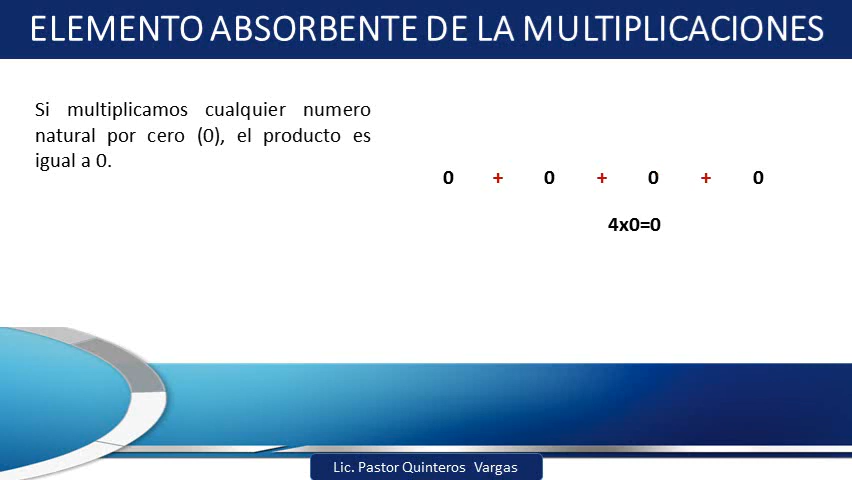 ELEMENTO ABSORBENTE DE LA MULTIPLICACIONES
Si multiplicamos cualquier numero
natural por cero (0), el producto es
igual a 0.
0 + 0 + 0 + 0
4x0=0
Lic. Pastor Quinteros Vargas